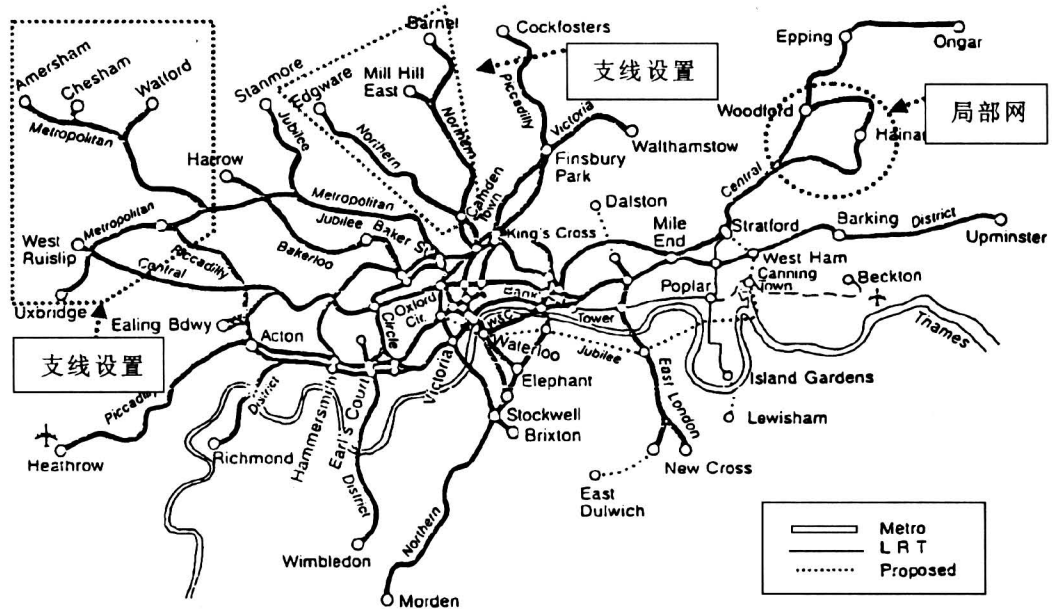 Amersham
Chesham
Watford
Metropolitan
Stanmore
Jubilee
Edgware
Northern
Barnel
Mill Hill
East
Northern
Cockfosters
Piccadilly
Victoria
支线设置
Walthamstow
Finsbury
Park
Epping
Ongar
Woodford
局部网
Central
Harrow
Metropolitan
Jubilee
Baker St
Bakerloo
Camden
Town
King's Cross
Dalston
Mile
End
Stratford
Barking
District
Upminster
West
Ruislip
Metropolitan
Piccadilly
Central
Uxbridge
Ealing Bdwy
Acton
支线设置
Oxford
Cir.
Circle
Bank
W&C
Tower
Waterloo
Jubilee
West Ham
Canning
Town
Poplar
Beckton
Thames
Island Gardens
Lewisham
Piccadilly
Heathrow
District
Richmond
Hammersmith
Earl's Court
Victoria
Elephant
Stockwell
Brixton
East London
New Cross
East
Dulwich
District
Wimbledon
Northern
Morden
Metro
LRT
Proposed